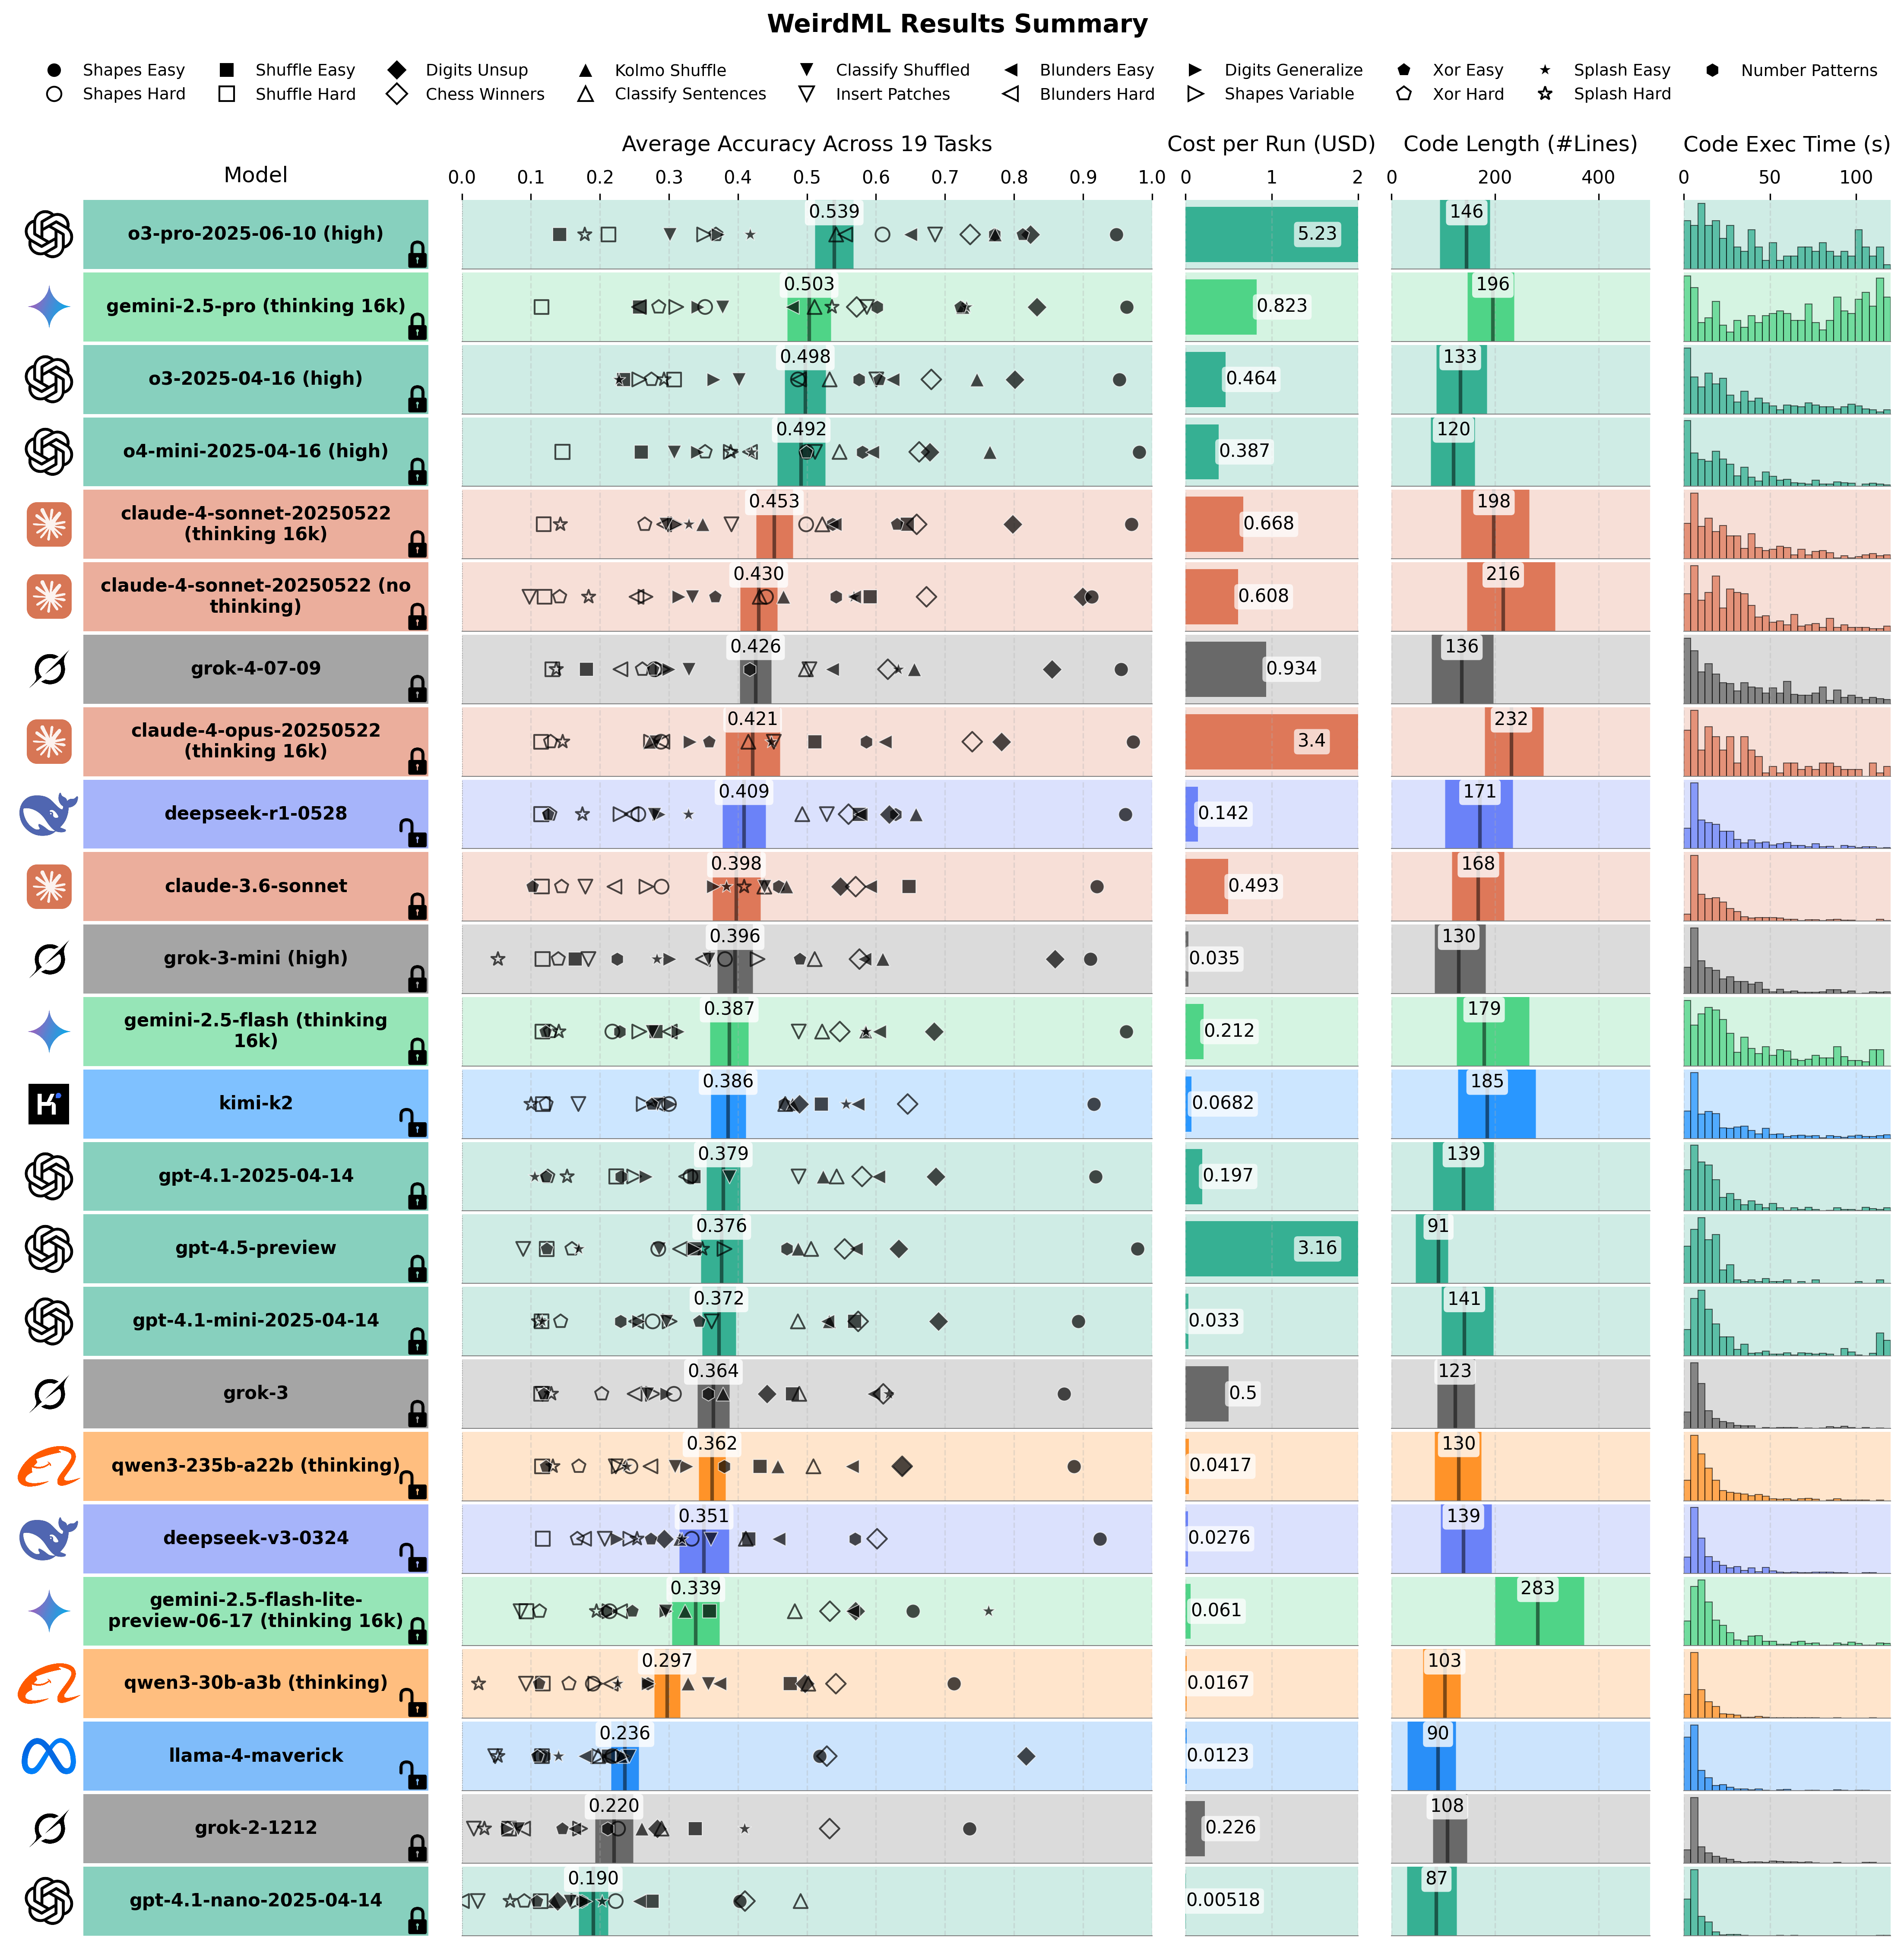 WeirdML Results Summary
Shapes Easy Shuffle Easy Digits Unsup Kolmo Shuffle Classify Shuffled Blunders Easy Digits Generalize Xor Easy Splash Easy Number Patterns
Shapes Hard Shuffle Hard Chess Winners Classify Sentences Insert Patches Blunders Hard Shapes Variable Xor Hard Splash Hard
Average Accuracy Across 19 Tasks Cost per Run (USD) Code Length (#Lines) Code Exec Time (s)
Model 0.0 0.1 0.2 0.3 0.4 0.5 0.6 0.7 0.8 0.9 1.0 0 1 2 0 200 400 0 50 100
o3-pro-2025-06-10 (high) 0.539 5.23 146
gemini-2.5-pro (thinking 16k) 0.503 0.823 196
o3-2025-04-16 (high) 0.498 0.464 133
o4-mini-2025-04-16 (high) 0.492 0.387 120
claude-4-sonnet-20250522
(thinking 16k) 0.453 0.668 198
claude-4-sonnet-20250522 (no
thinking) 0.430 0.608 216
grok-4-07-09 0.426 0.934 136
claude-4-opus-20250522
(thinking 16k) 0.421 3.4 232
deepseek-r1-0528 0.409 0.142 171
claude-3.6-sonnet 0.398 0.493 168
grok-3-mini (high) 0.396 0.035 130
gemini-2.5-flash (thinking
16k) 0.387 0.212 179
kimi-k2 0.386 0.0682 185
gpt-4.1-2025-04-14 0.379 0.197 139
gpt-4.5-preview 0.376 3.16 91
gpt-4.1-mini-2025-04-14 0.372 0.033 141
grok-3 0.364 0.5 123
qwen3-235b-a22b (thinking) 0.362 0.0417 130
deepseek-v3-0324 0.351 0.0276 139
gemini-2.5-flash-lite-
preview-06-17 (thinking 16k) 0.339 0.061 283
qwen3-30b-a3b (thinking) 0.297 0.0167 103
llama-4-maverick 0.236 0.0123 90
grok-2-1212 0.220 0.226 108
gpt-4.1-nano-2025-04-14 0.190 0.00518 87